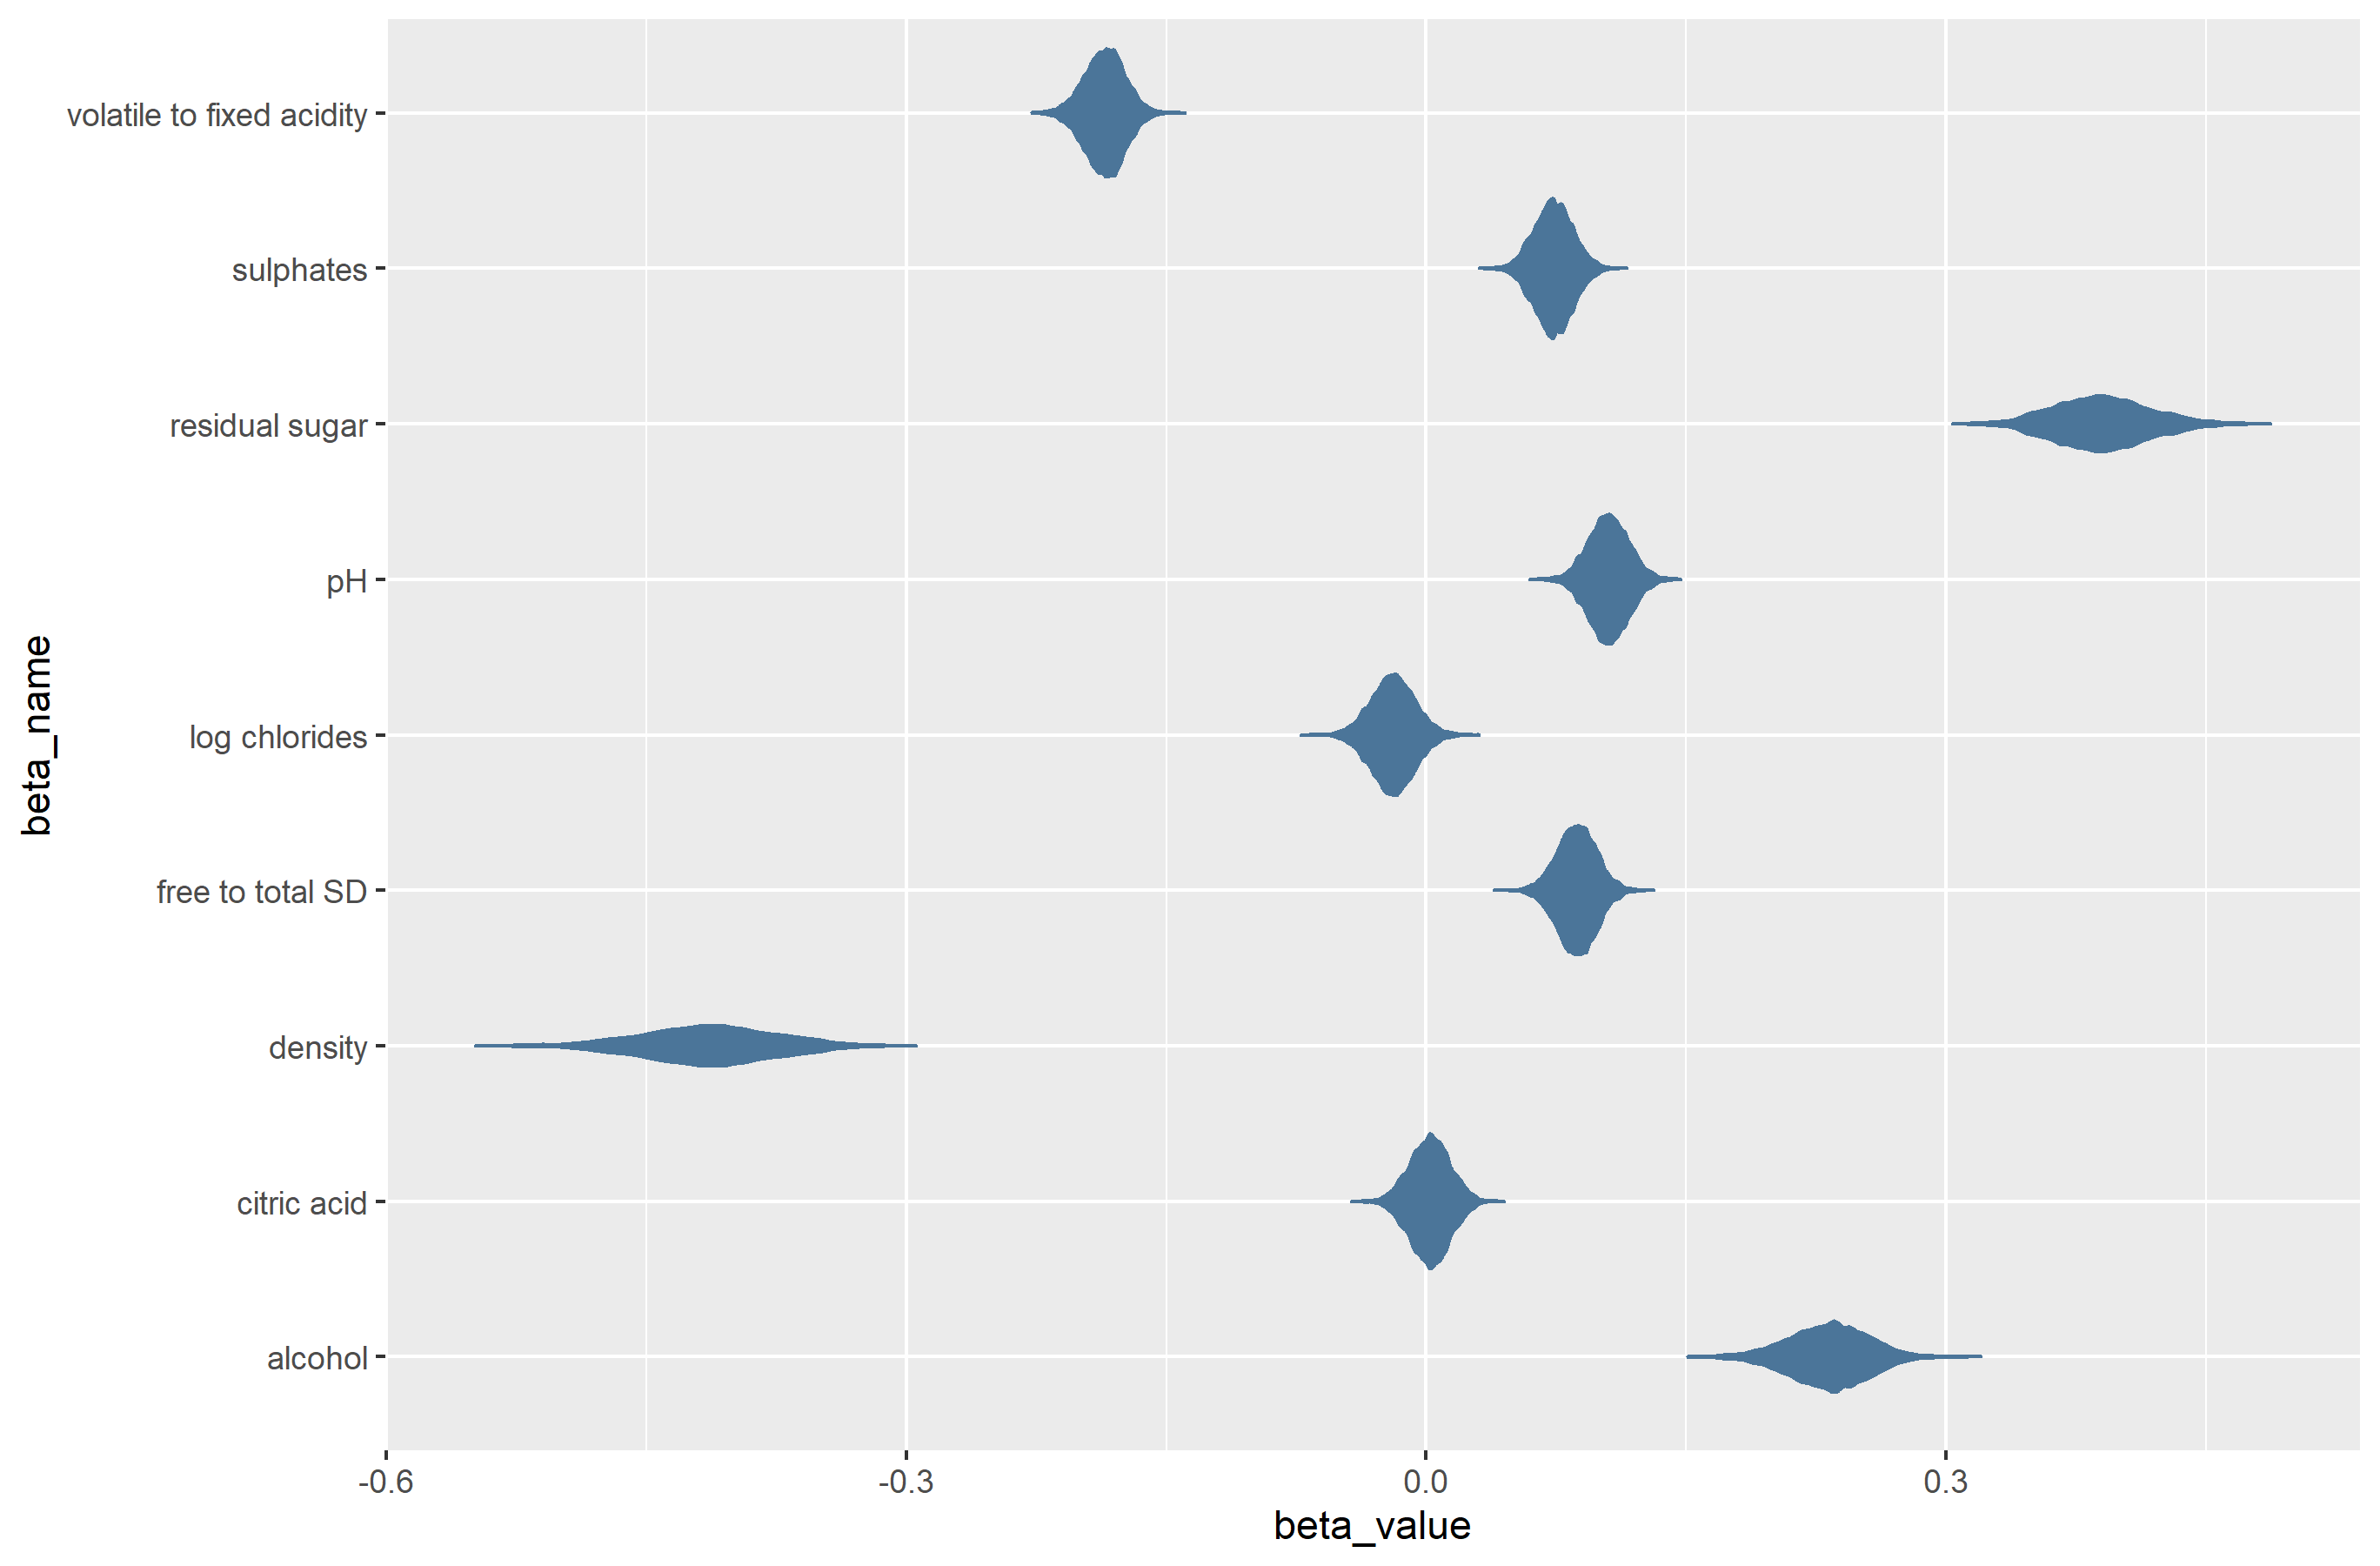 beta_name
volatile to fixed acidity
sulphates
residual sugar
pH
log chlorides
free to total SD
density
citric acid
alcohol
-0.6 -0.3 0.0 0.3
beta_value